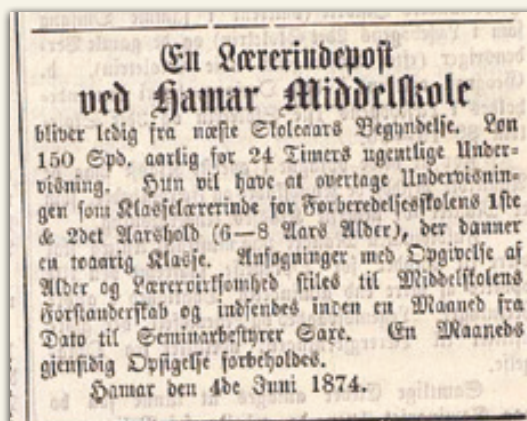 En Lærerindepost
ved Hamar Middelskole
bliver ledig fra næste Skoleaars Begyndelse. Løn
150 Spd. aarlig for 24 Timers ugentlige Under-
visning. Hun vil have at overtage Undervisnin-
gen som Klasselærerinde for Forberedelsesskolens 1ste
& 2det Aarshold (6—8 Aars Alder), der danner
en toaarig Klasse. Ansøgninger med Opgivelse af
Alder og Lærervirksomhed stiles til Middelskolens
Forstanderskab og indsendes inden en Maaned fra
Dato til Seminarbestyrer Saxe. En Maaneds
gjensidig Opsigelse forbeholdes.
Hamar den 4de Juni 1874.